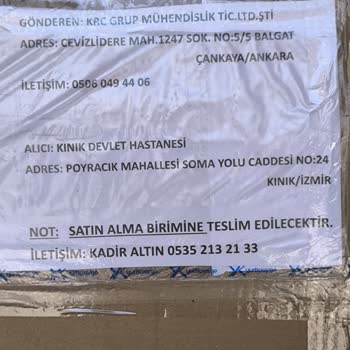 GÖNDEREN: KRC GRUP MÜHENDİSLİK TİC.LTD.ŞTİ
ADRES: CEVİZLİDERE MAH.1247 SOK. NO:5/5 BALGAT
ÇANKAYA/ANKARA
İLETİŞİM: 0506 049 44 06
ALICI: KINIK DEVLET HASTANESİ
ADRES: POYRACIK MAHALLESİ SOMA YOLU CADDESİ NO:24
KINIK/İZMİR
NOT: SATIN ALMA BİRİMİNE TESLİM EDİLECEKTİR.
İLETİŞİM: KADİR ALTIN 0535 213 21 33